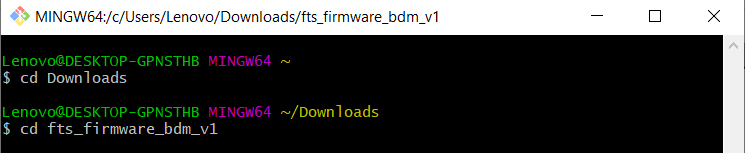 MINGW64:/c/Users/Lenovo/Downloads/fts_firmware_bdm_v1
Lenovo@DESKTOP-GPNSTHB MINGW64 ~
$ cd Downloads
Lenovo@DESKTOP-GPNSTHB MINGW64 ~/Downloads
$ cd fts_firmware_bdm_v1